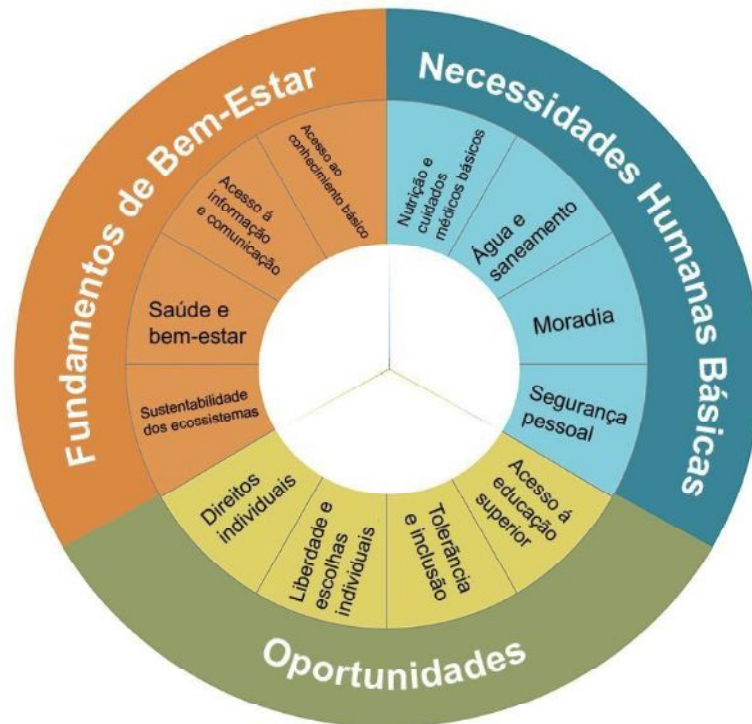 Necessidades Humanas Básicas
Nutrição e
cuidados
médicos básicos
Água e
saneamento
Moradia
Segurança
pessoal
Oportunidades
Acesso á
educação
superior
Tolerância
e inclusão
Liberdade e
escolhas
individuais
Direitos
individuais
Fundamentos de Bem-Estar
Sustentabilidade
dos ecossistemas
Saúde e
bem-estar
Acesso á
informação
e comunicação
Acesso ao
conhecimento básico